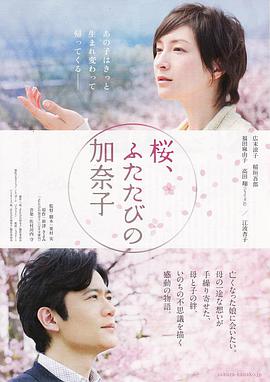 あの子はきっと
生まれ変わって
帰ってくる——
広末涼子 稲垣吾郎
福田麻由子 高田翔
江波杏子
桜、
ふたたびの
加奈子
亡くなった娘に会いたい。
母の一途な想いが
手繰り寄せた、
母と子の絆。
いのちの不思議を描く
感動の物語
sakura-kanako.jp